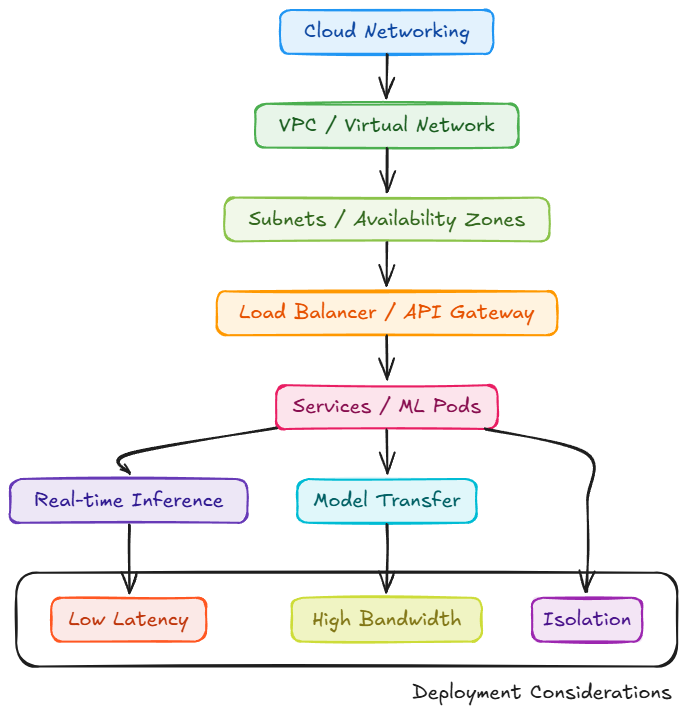 Cloud Networking
VPC / Virtual Network
Subnets / Availability Zones
Load Balancer / API Gateway
Services / ML Pods
Real-time Inference
Model Transfer
Low Latency
High Bandwidth
Isolation
Deployment Considerations